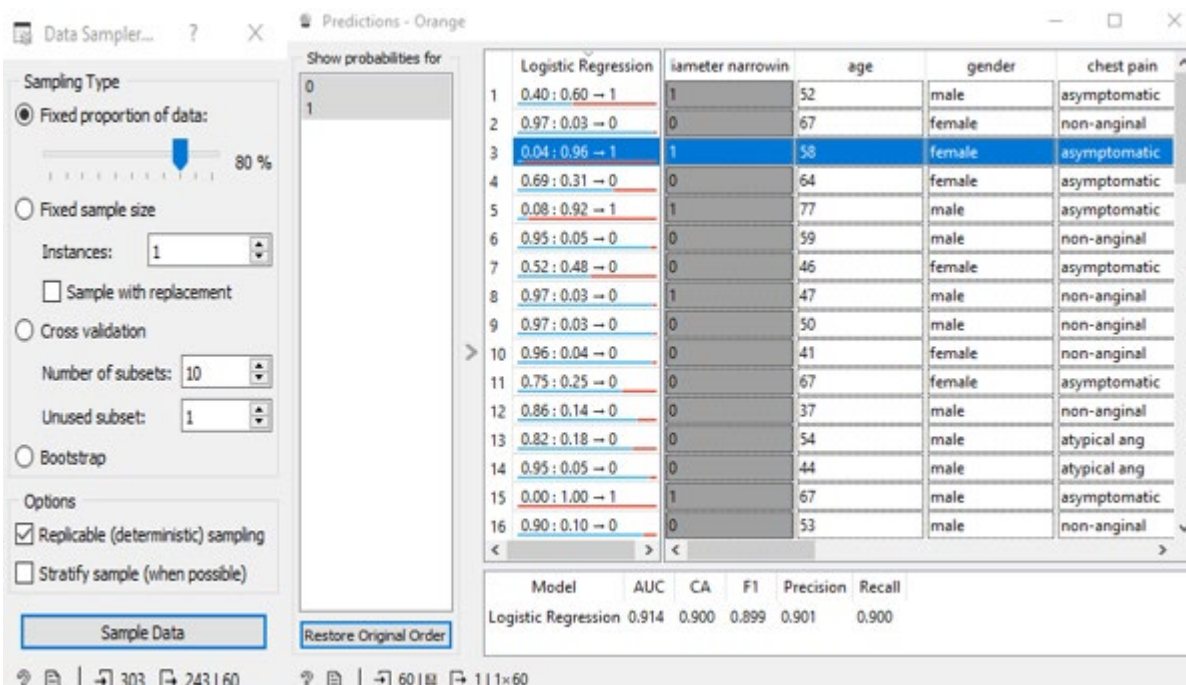 Data Sampler... ? ×
Sampling Type
Fixed proportion of data:
80 %
Fixed sample size
Instances: 1
Sample with replacement
Cross validation
Number of subsets: 10
Unused subset: 1
Bootstrap
Options
Replicable (deterministic) sampling
Stratify sample (when possible)
Sample Data
303 243 | 60
Predictions - Orange
Show probabilities for
0
1
Restore Original Order
Logistic Regression iameter narrowin age gender chest pain
1 0.40 : 0.60 → 1 1 52 male asymptomatic
2 0.97 : 0.03 → 0 0 67 female non-anginal
3 0.04 : 0.96 → 1 1 58 female asymptomatic
4 0.69 : 0.31 → 0 0 64 female asymptomatic
5 0.08 : 0.92 → 1 1 77 male asymptomatic
6 0.95 : 0.05 → 0 0 59 male non-anginal
7 0.52 : 0.48 → 0 0 46 female asymptomatic
8 0.97 : 0.03 → 0 1 47 male non-anginal
9 0.97 : 0.03 → 0 0 50 male non-anginal
10 0.96 : 0.04 → 0 0 41 female non-anginal
11 0.75 : 0.25 → 0 0 67 female asymptomatic
12 0.86 : 0.14 → 0 0 37 male non-anginal
13 0.82 : 0.18 → 0 0 54 male atypical ang
14 0.95 : 0.05 → 0 0 44 male atypical ang
15 0.00 : 1.00 → 1 1 67 male asymptomatic
16 0.90 : 0.10 → 0 0 53 male non-anginal
Model AUC CA F1 Precision Recall
Logistic Regression 0.914 0.900 0.899 0.901 0.900
60 | 1 | 1×60